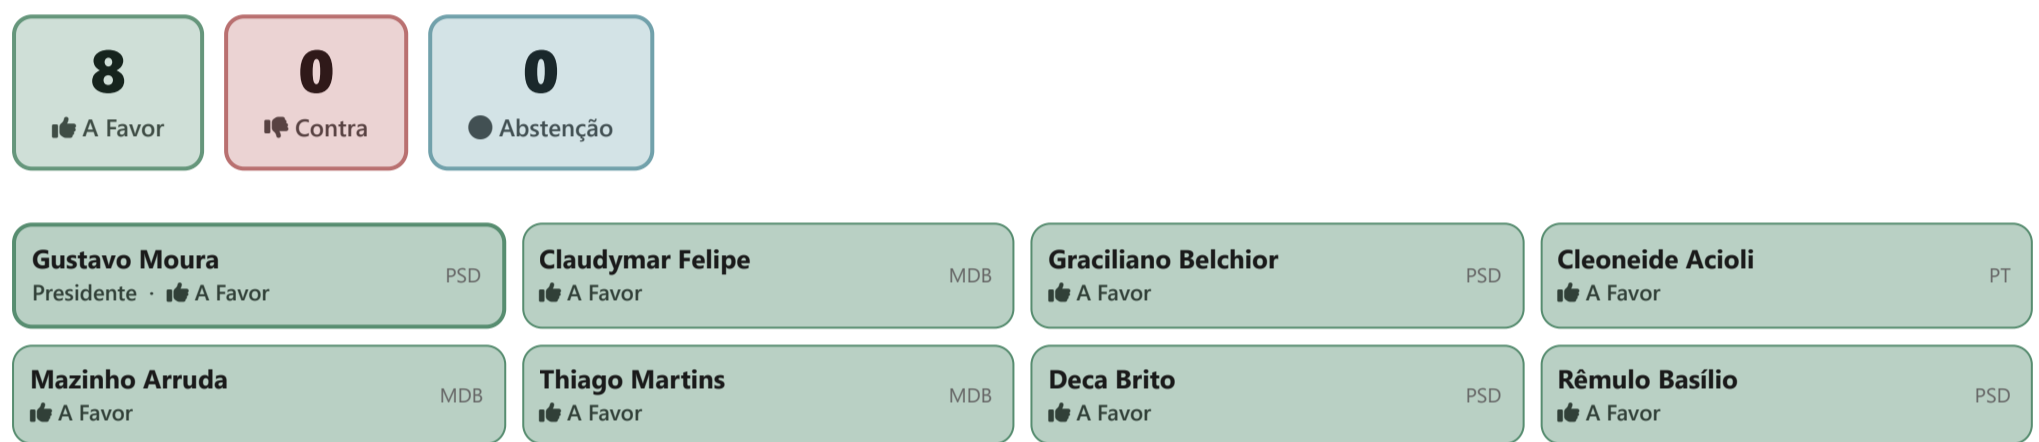 8
A Favor
0
Contra
0
Abstenção
Gustavo Moura
Presidente · A Favor
PSD
Claudymar Felipe
A Favor
MDB
Graciliano Belchior
A Favor
PSD
Cleoneide Acioli
A Favor
PT
Mazinho Arruda
A Favor
MDB
Thiago Martins
A Favor
MDB
Deca Brito
A Favor
PSD
Rêmulo Basílio
A Favor
PSD